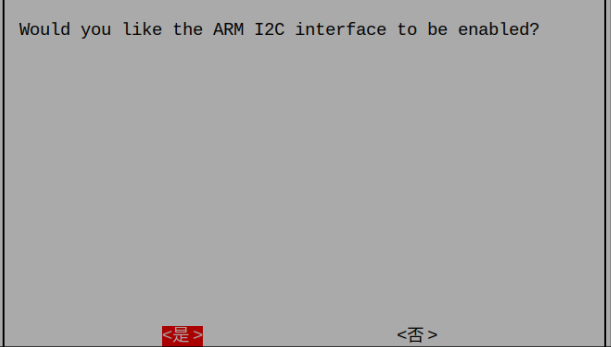 Would you like the ARM I2C interface to be enabled?
<是> <否>